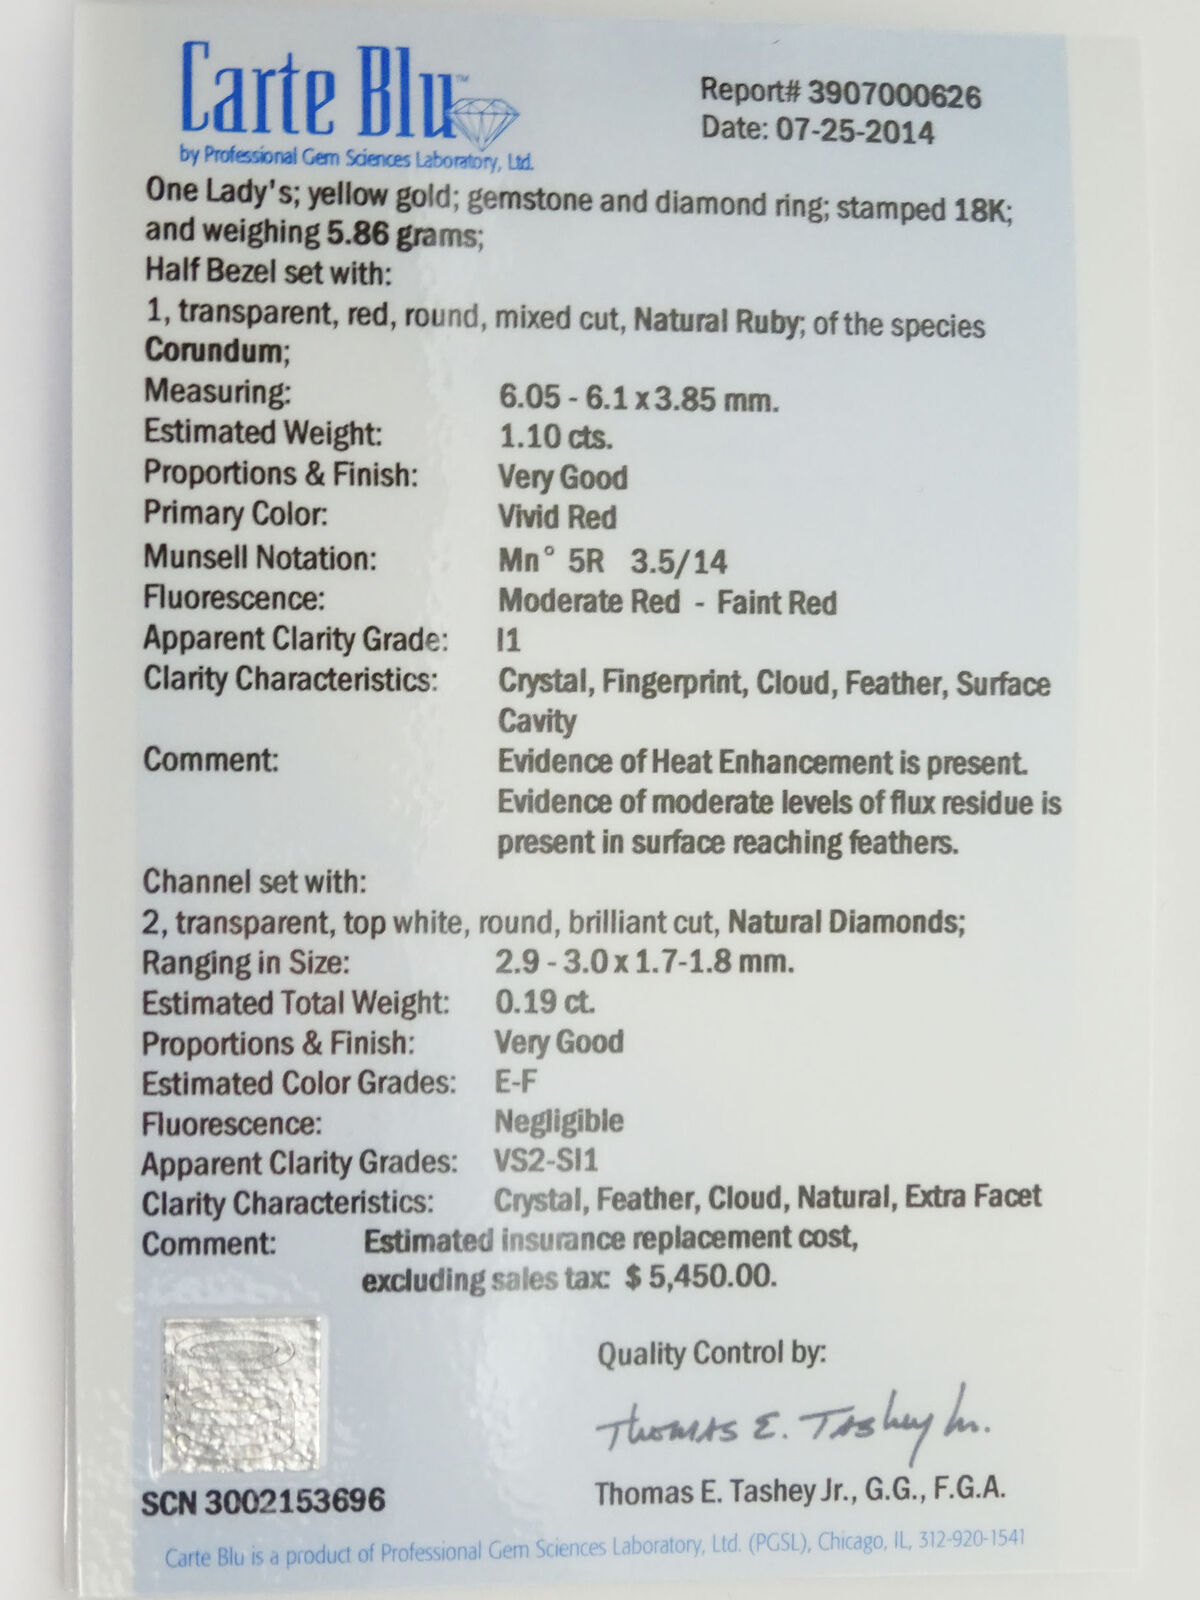 Carte Blu™
by Professional Gem Sciences Laboratory, Ltd.
Report# 3907000626
Date: 07-25-2014
One Lady's; yellow gold; gemstone and diamond ring; stamped 18K;
and weighing 5.86 grams;
Half Bezel set with:
1, transparent, red, round, mixed cut, Natural Ruby; of the species
Corundum;
Measuring: 6.05 - 6.1 x 3.85 mm.
Estimated Weight: 1.10 cts.
Proportions & Finish: Very Good
Primary Color: Vivid Red
Munsell Notation: Mn° 5R 3.5/14
Fluorescence: Moderate Red - Faint Red
Apparent Clarity Grade: I1
Clarity Characteristics: Crystal, Fingerprint, Cloud, Feather, Surface
Cavity
Comment: Evidence of Heat Enhancement is present.
Evidence of moderate levels of flux residue is
present in surface reaching feathers.
Channel set with:
2, transparent, top white, round, brilliant cut, Natural Diamonds;
Ranging in Size: 2.9 - 3.0 x 1.7-1.8 mm.
Estimated Total Weight: 0.19 ct.
Proportions & Finish: Very Good
Estimated Color Grades: E-F
Fluorescence: Negligible
Apparent Clarity Grades: VS2-SI1
Clarity Characteristics: Crystal, Feather, Cloud, Natural, Extra Facet
Comment: Estimated insurance replacement cost,
excluding sales tax: $ 5,450.00.
Quality Control by:
Thomas E. Tashey Jr.
Thomas E. Tashey Jr., G.G., F.G.A.
SCN 3002153696
Carte Blu is a product of Professional Gem Sciences Laboratory, Ltd. (PGSL), Chicago, IL, 312-920-1541